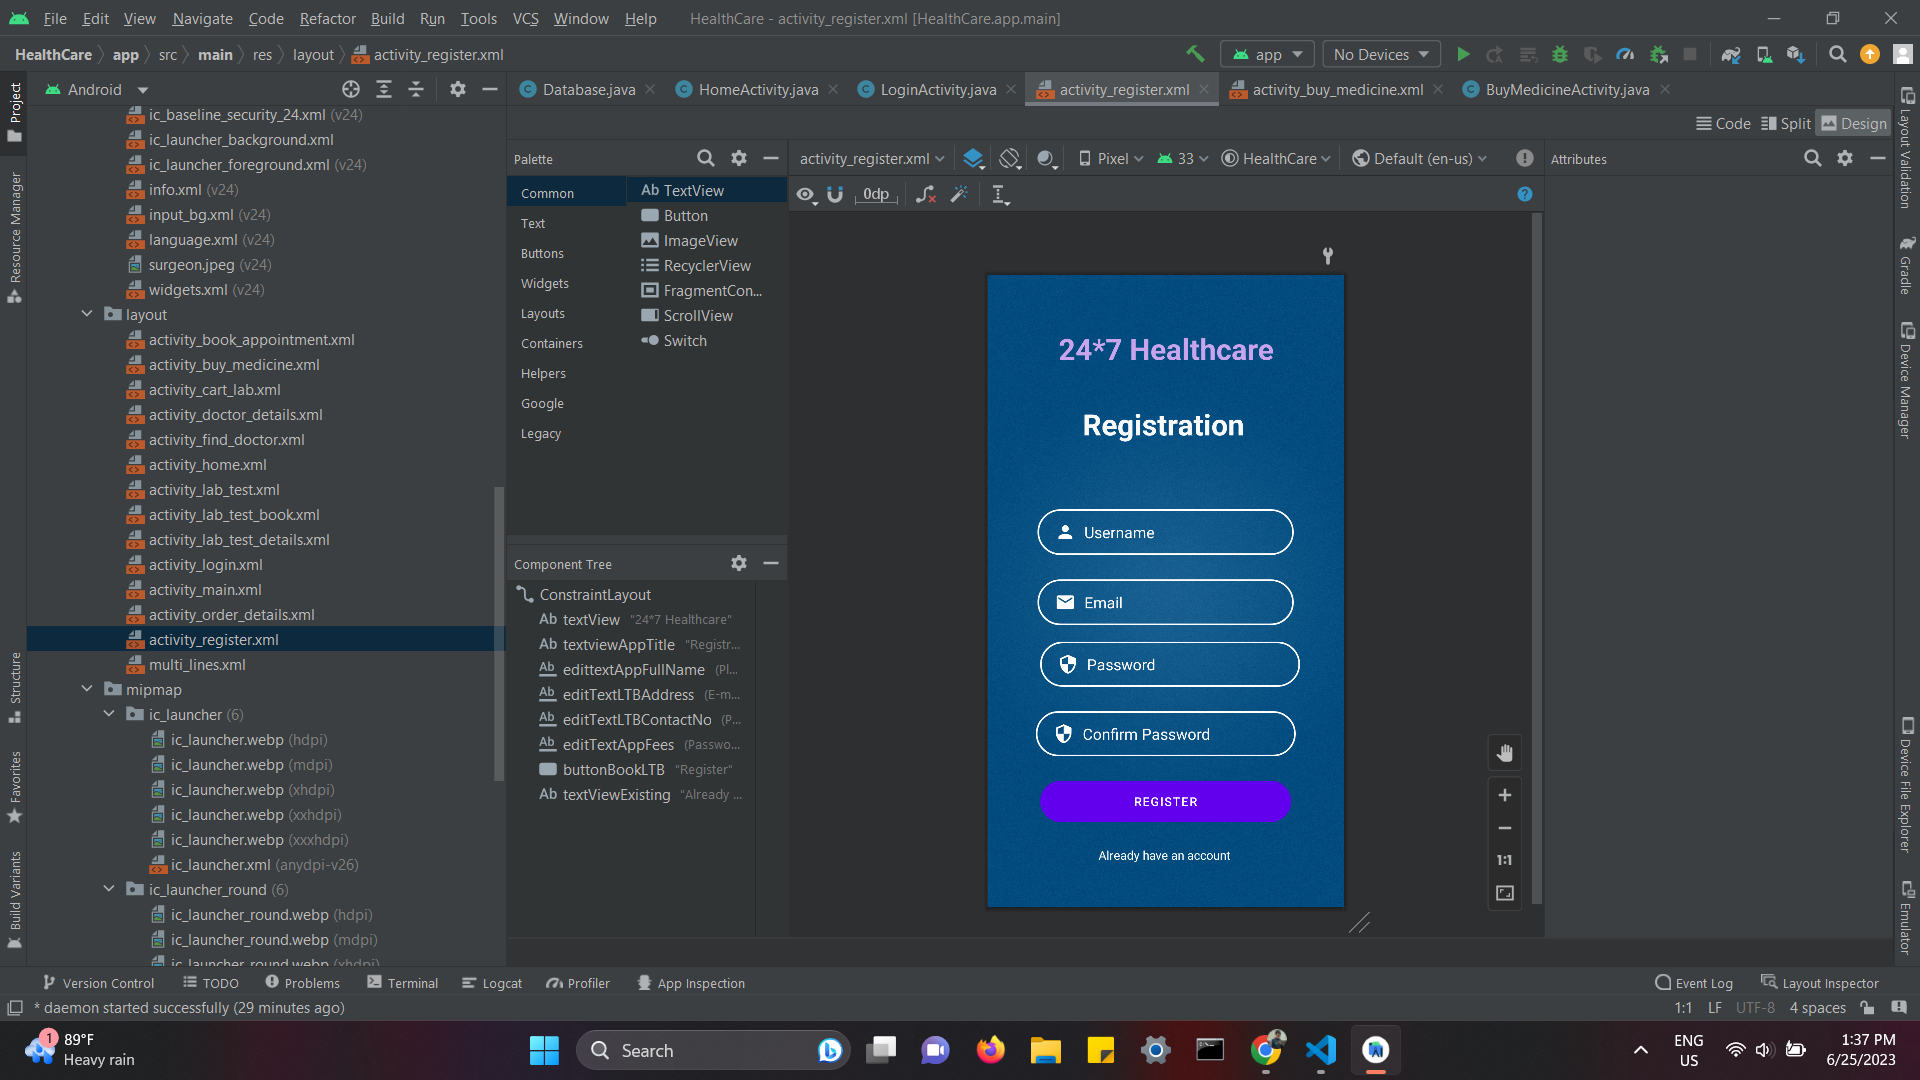 File Edit View Navigate Code Refactor Build Run Tools VCS Window Help HealthCare - activity_register.xml [HealthCare.app.main]
HealthCare app src main res layout activity_register.xml
app No Devices
Android
Database.java HomeActivity.java LoginActivity.java activity_register.xml activity_buy_medicine.xml BuyMedicineActivity.java
Code Split Design
Project
Resource Manager
Structure
Favorites
Build Variants
ic_baseline_security_24.xml (v24)
ic_launcher_background.xml
ic_launcher_foreground.xml (v24)
info.xml (v24)
input_bg.xml (v24)
language.xml (v24)
surgeon.jpeg (v24)
widgets.xml (v24)
layout
activity_book_appointment.xml
activity_buy_medicine.xml
activity_cart_lab.xml
activity_doctor_details.xml
activity_find_doctor.xml
activity_home.xml
activity_lab_test.xml
activity_lab_test_book.xml
activity_lab_test_details.xml
activity_login.xml
activity_main.xml
activity_order_details.xml
activity_register.xml
multi_lines.xml
mipmap
ic_launcher (6)
ic_launcher.webp (hdpi)
ic_launcher.webp (mdpi)
ic_launcher.webp (xhdpi)
ic_launcher.webp (xxhdpi)
ic_launcher.webp (xxxhdpi)
ic_launcher.xml (anydpi-v26)
ic_launcher_round (6)
ic_launcher_round.webp (hdpi)
ic_launcher_round.webp (mdpi)
ic_launcher_round.webp (xhdpi)
Palette
Common
Text
Buttons
Widgets
Layouts
Containers
Helpers
Google
Legacy
Ab TextView
Button
ImageView
RecyclerView
FragmentCon...
ScrollView
Switch
Component Tree
ConstraintLayout
Ab textView "24*7 Healthcare"
Ab textviewAppTitle "Registr...
Ab edittextAppFullName (Pl...
Ab editTextLTBAddress (E-m...
Ab editTextLTBContactNo (P...
Ab editTextAppFees (Passwo...
buttonBookLTB "Register"
Ab textViewExisting "Already ...
activity_register.xml Pixel 33 HealthCare Default (en-us)
0dp
24*7 Healthcare
Registration
Username
Email
Password
Confirm Password
REGISTER
Already have an account
1:1
Attributes
Layout Validation
Gradle
Device Manager
Device File Explorer
Emulator
Version Control TODO Problems Terminal Logcat Profiler App Inspection Event Log Layout Inspector
* daemon started successfully (29 minutes ago) 1:1 LF UTF-8 4 spaces
1
89°F
Heavy rain
Search
ENG
US
1:37 PM
6/25/2023